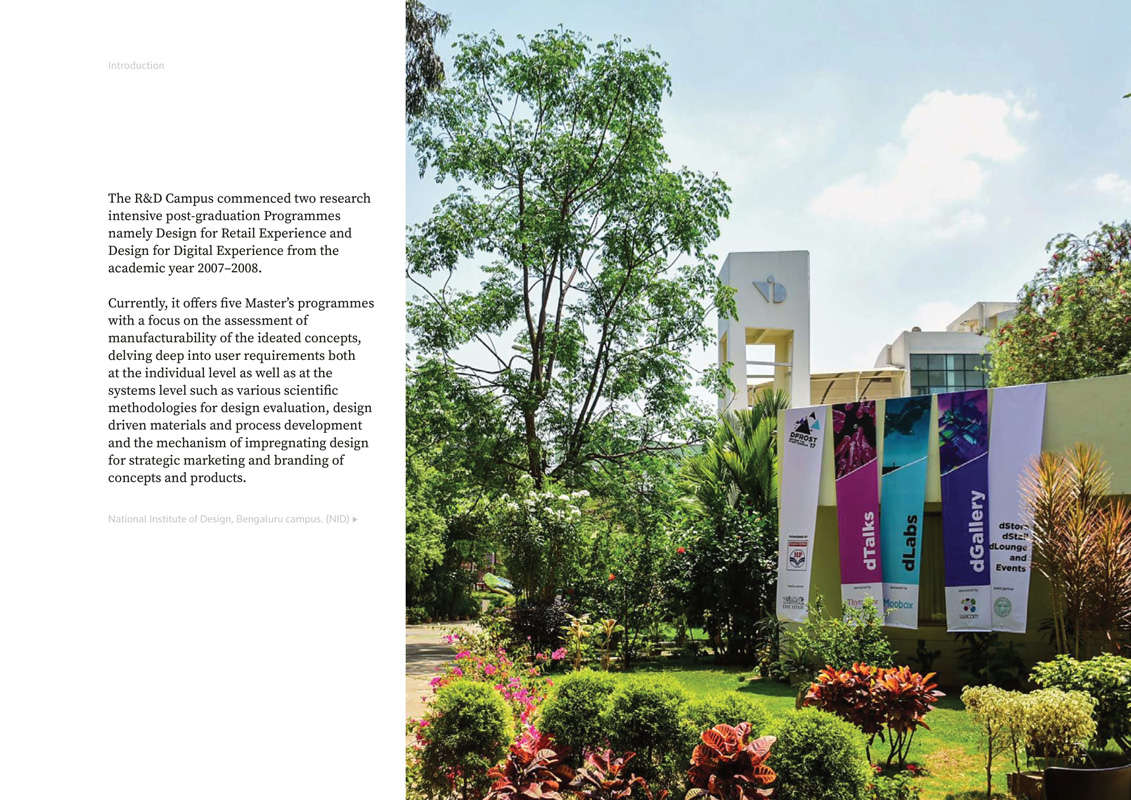 Introduction
The R&D Campus commenced two research
intensive post-graduation Programmes
namely Design for Retail Experience and
Design for Digital Experience from the
academic year 2007–2008.
Currently, it offers five Master's programmes
with a focus on the assessment of
manufacturability of the ideated concepts,
delving deep into user requirements both
at the individual level as well as at the
systems level such as various scientific
methodologies for design evaluation, design
driven materials and process development
and the mechanism of impregnating design
for strategic marketing and branding of
concepts and products.
National Institute of Design, Bengaluru campus. (NID) ▸
DFROST
'17
HP
dTalks
dLabs
Moobox
dGallery
wacom
dStore
dStall
dLounge
and
Events